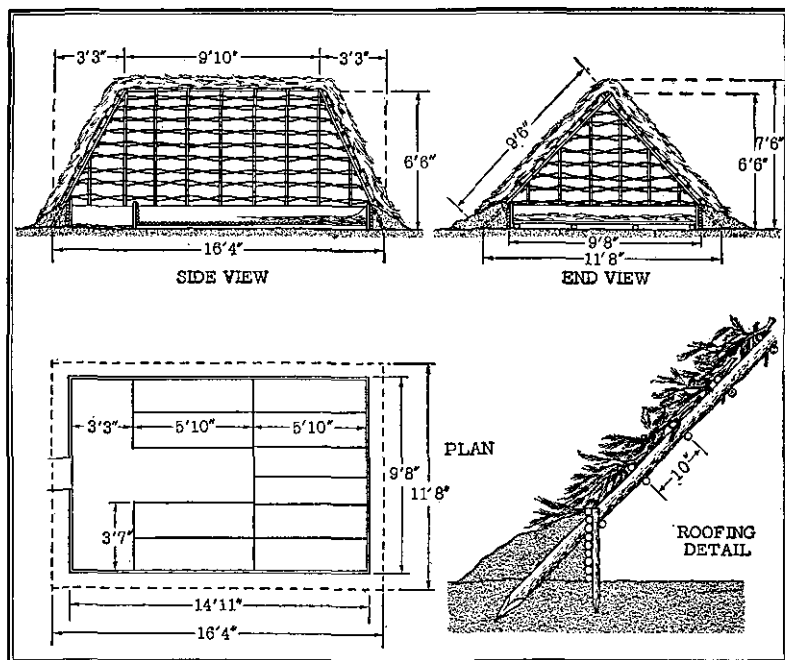 3'3" 9'10" 3'3"
6'6"
16'4"
SIDE VIEW
9'6"
7'6"
6'6"
9'8"
11'8"
END VIEW
3'3" 5'10" 5'10"
3'7"
9'8"
11'8"
14'11"
16'4"
PLAN
10"
ROOFING
DETAIL